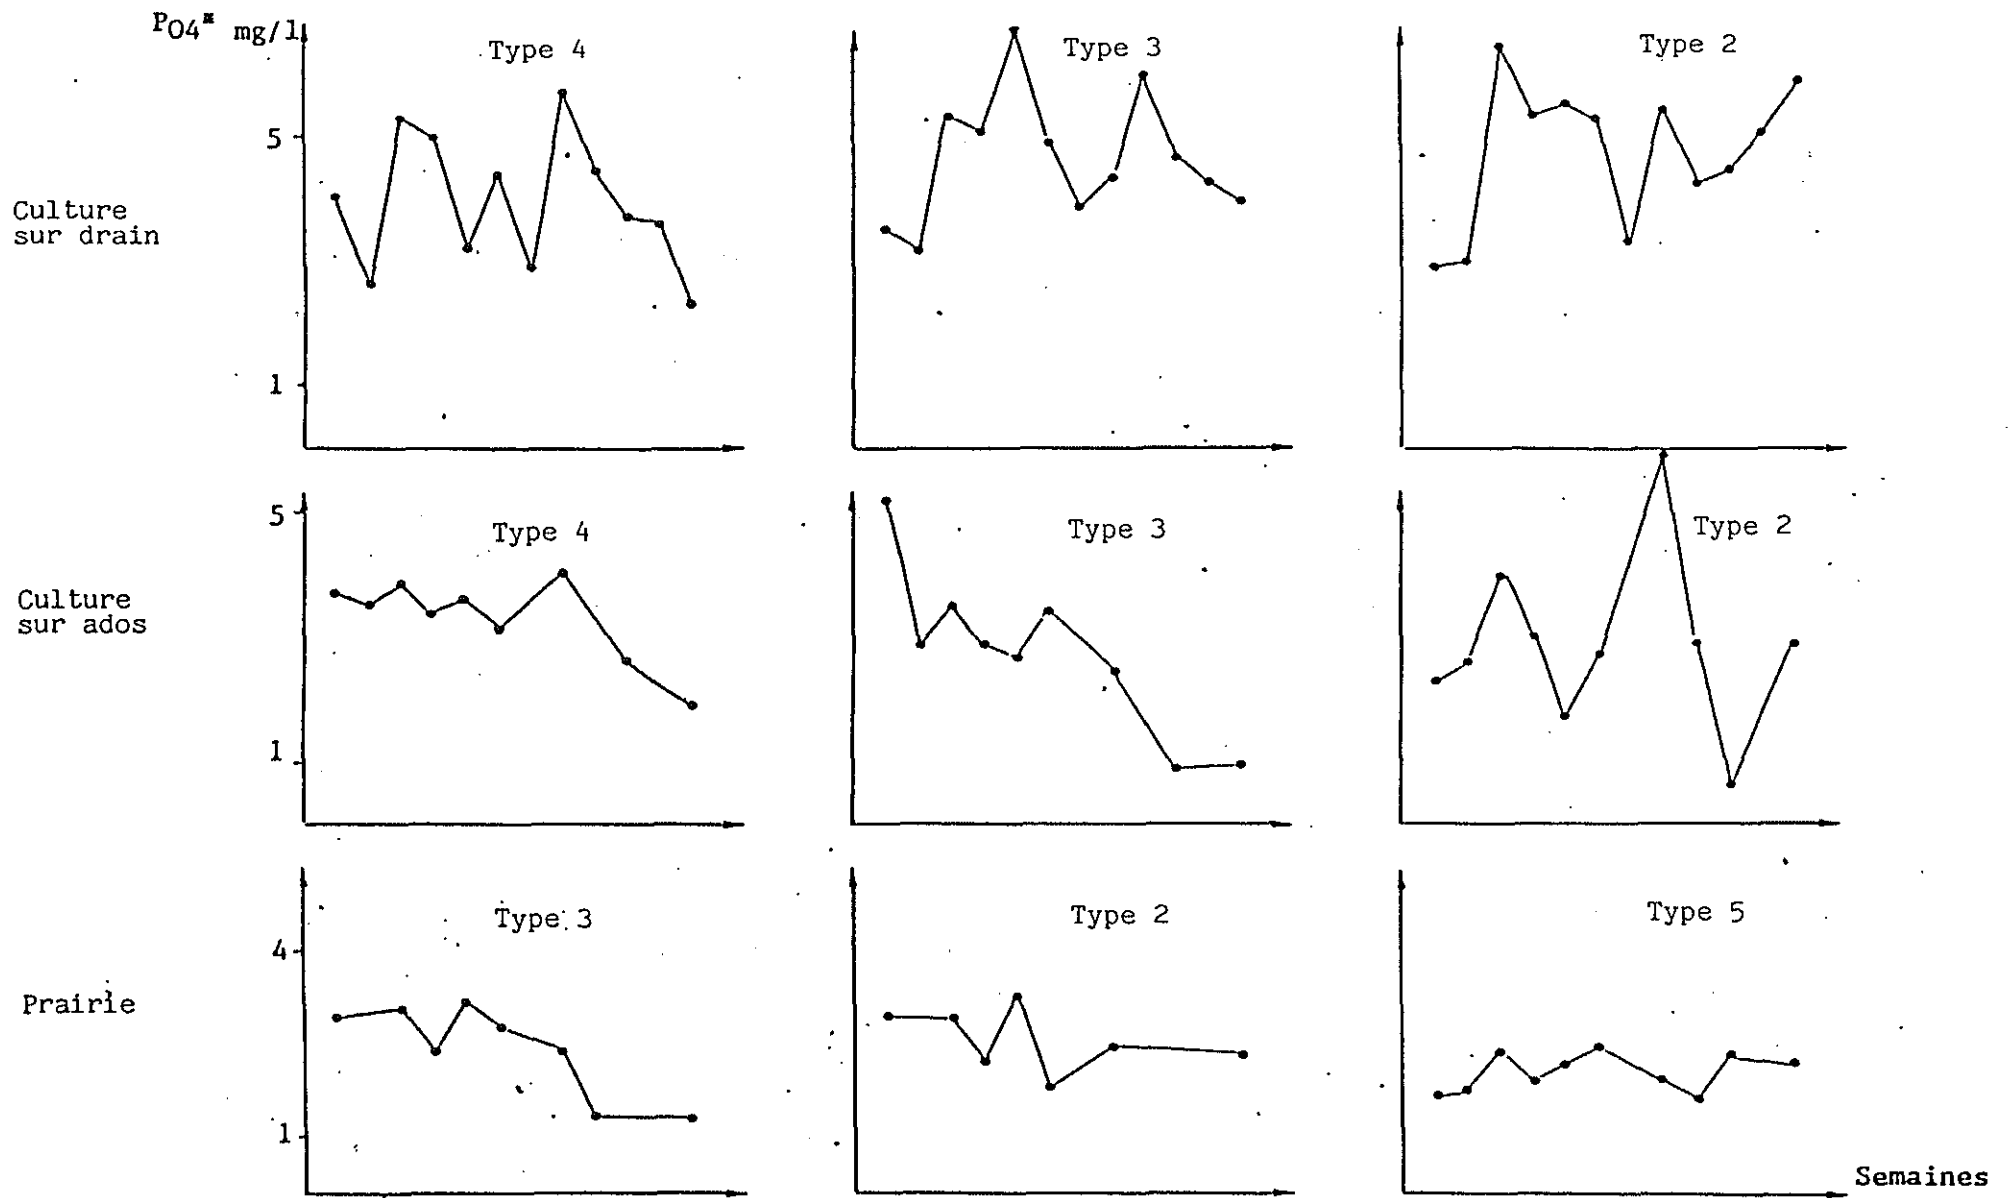 PO4= mg/l
Type 4
Type 3
Type 2
5
Culture
sur drain
1
5
Type 4
Type 3
Type 2
Culture
sur ados
1
Type 3
Type 2
Type 5
4
Prairie
1
Semaines